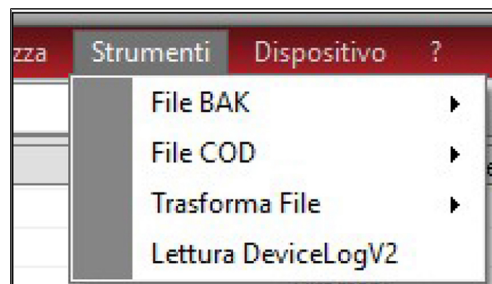 zza Strumenti Dispositivo ?
File BAK
File COD
Trasforma File
Lettura DeviceLogV2